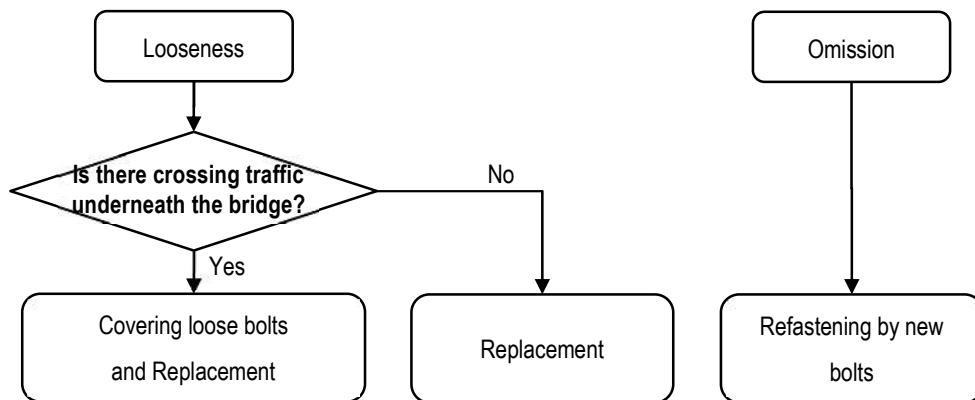 Looseness
Omission
Is there crossing traffic
underneath the bridge?
No
Yes
Covering loose bolts
and Replacement
Replacement
Refastening by new
bolts